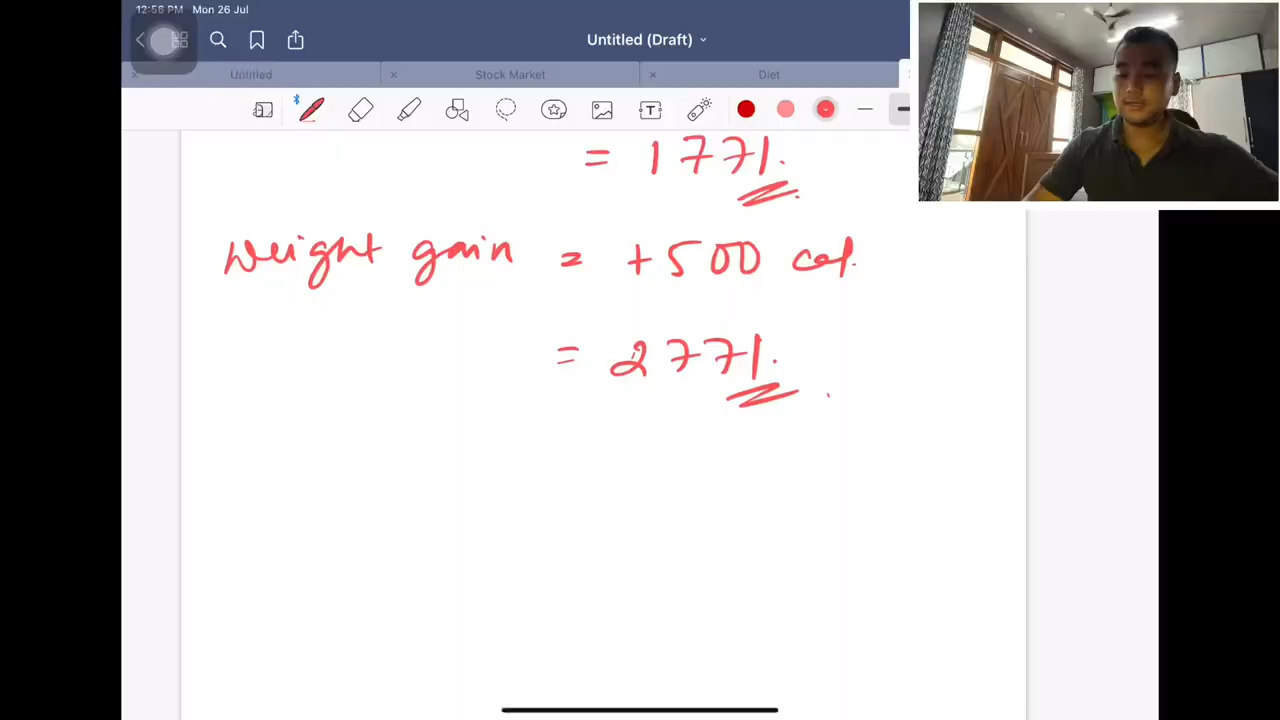 12:56 PM Mon 26 Jul
Untitled (Draft)
Untitled
Stock Market
Diet
T
= 1771.
Weight gain = +500 cal.
= 2771.